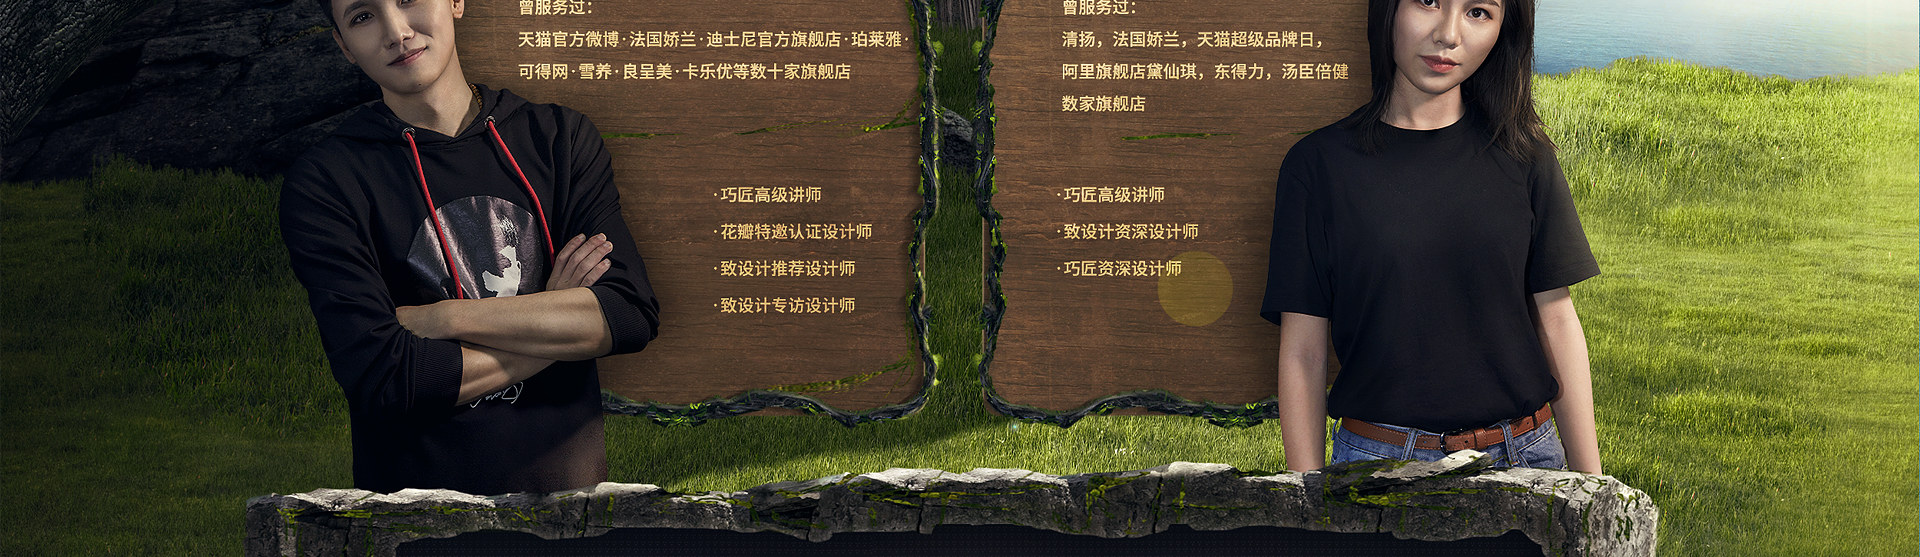 曾服务过：
天猫官方微博·法国娇兰·迪士尼官方旗舰店·珀莱雅·
可得网·雪养·良呈美·卡乐优等数十家旗舰店
·巧匠高级讲师
·花瓣特邀认证设计师
·致设计推荐设计师
·致设计专访设计师
曾服务过：
清扬，法国娇兰，天猫超级品牌日，
阿里旗舰店黛仙琪，东得力，汤臣倍健
数家旗舰店
·巧匠高级讲师
·致设计资深设计师
·巧匠资深设计师